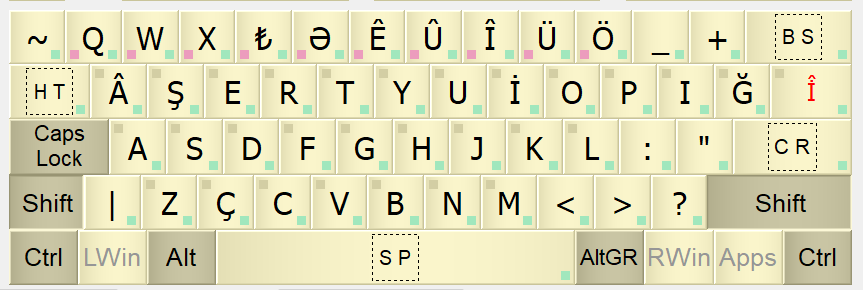 ~ Q W X ₺ Ə Ê Û Î Ü Ö _ + BS
HT Â Ş E R T Y U İ O P I Ğ Î
Caps Lock A S D F G H J K L : " CR
Shift | Z Ç C V B N M < > ? Shift
Ctrl LWin Alt SP AltGR RWin Apps Ctrl